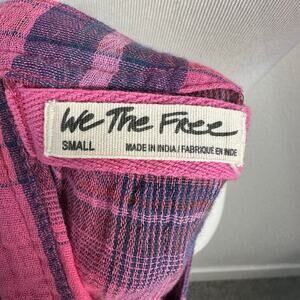 We The Free
SMALL MADE IN INDIA / FABRIQUÉ EN INDE